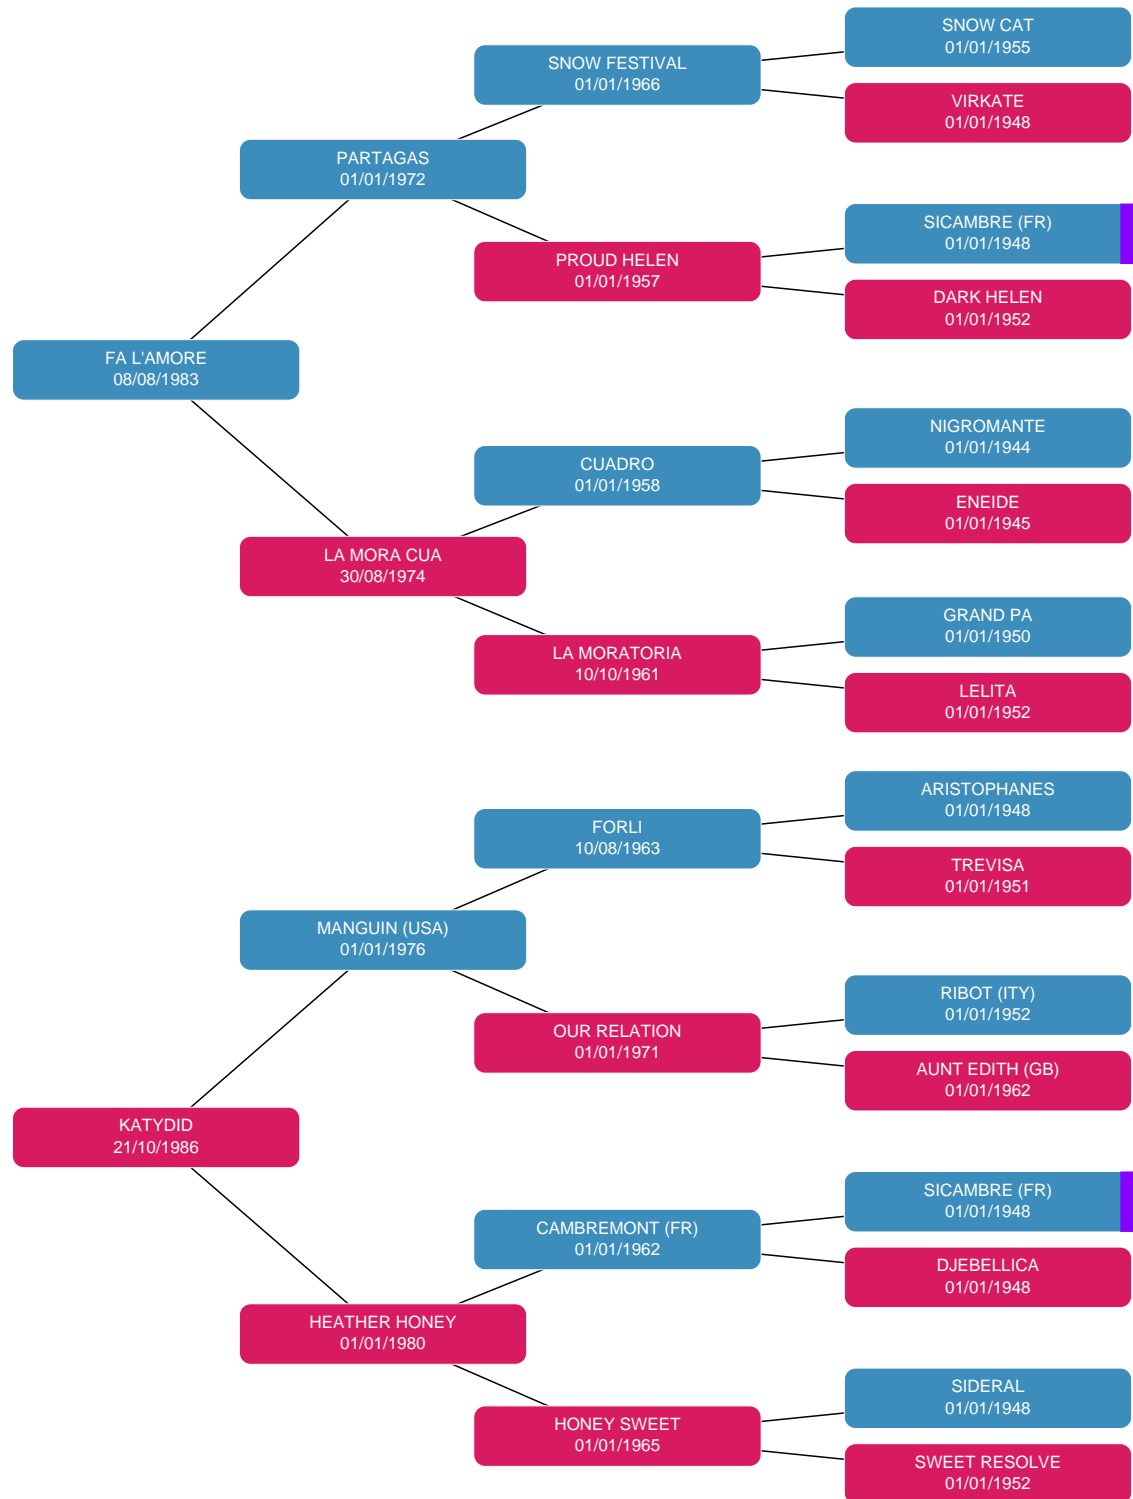 SNOW CAT
01/01/1955
SNOW FESTIVAL
01/01/1966
VIRKATE
01/01/1948
PARTAGAS
01/01/1972
SICAMBRE (FR)
01/01/1948
PROUD HELEN
01/01/1957
DARK HELEN
01/01/1952
FA L'AMORE
08/08/1983
NIGROMANTE
01/01/1944
CUADRO
01/01/1958
ENEIDE
01/01/1945
LA MORA CUA
30/08/1974
GRAND PA
01/01/1950
LA MORATORIA
10/10/1961
LELITA
01/01/1952
ARISTOPHANES
01/01/1948
FORLI
10/08/1963
TREVISA
01/01/1951
MANGUIN (USA)
01/01/1976
RIBOT (ITY)
01/01/1952
OUR RELATION
01/01/1971
AUNT EDITH (GB)
01/01/1962
KATYDID
21/10/1986
SICAMBRE (FR)
01/01/1948
CAMBREMONT (FR)
01/01/1962
DJEBELLICA
01/01/1948
HEATHER HONEY
01/01/1980
SIDERAL
01/01/1948
HONEY SWEET
01/01/1965
SWEET RESOLVE
01/01/1952